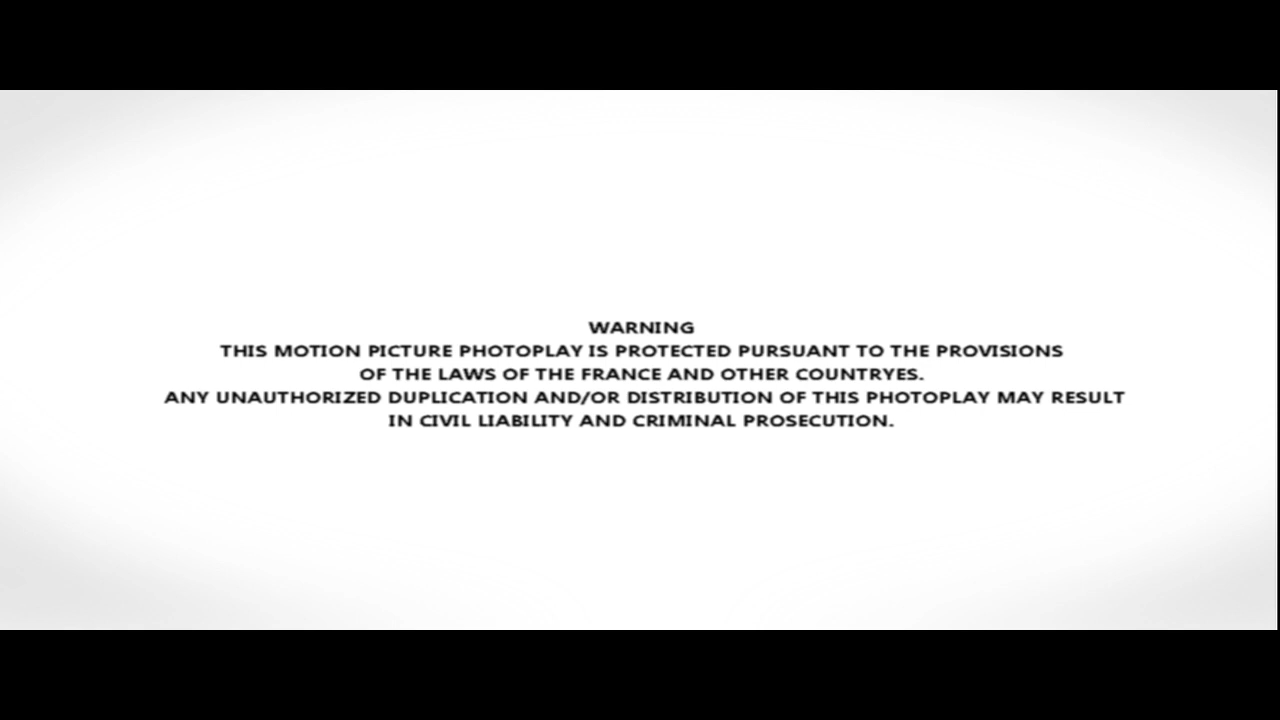 WARNING
THIS MOTION PICTURE PHOTOPLAY IS PROTECTED PURSUANT TO THE PROVISIONS
OF THE LAWS OF THE FRANCE AND OTHER COUNTRYES.
ANY UNAUTHORIZED DUPLICATION AND/OR DISTRIBUTION OF THIS PHOTOPLAY MAY RESULT
IN CIVIL LIABILITY AND CRIMINAL PROSECUTION.